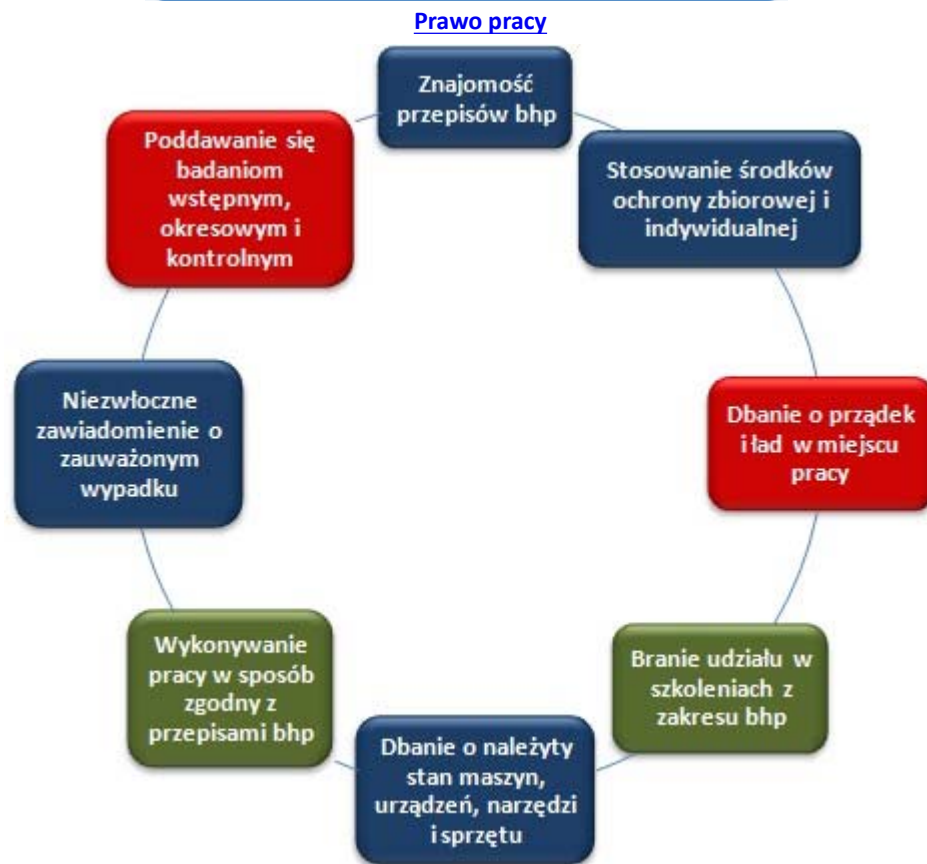 Prawo pracy
Znajomość
przepisów bhp
Stosowanie środków
ochrony zbiorowej i
indywidualnej
Dbanie o prządek
i ład w miejscu
pracy
Branie udziału w
szkoleniach z
zakresu bhp
Dbanie o należyty
stan maszyn,
urządzeń, narzędzi
i sprzętu
Wykonywanie
pracy w sposób
zgodny z
przepisami bhp
Niezwłoczne
zawiadomienie o
zauważonym
wypadku
Poddawanie się
badaniom
wstępnym,
okresowym i
kontrolnym